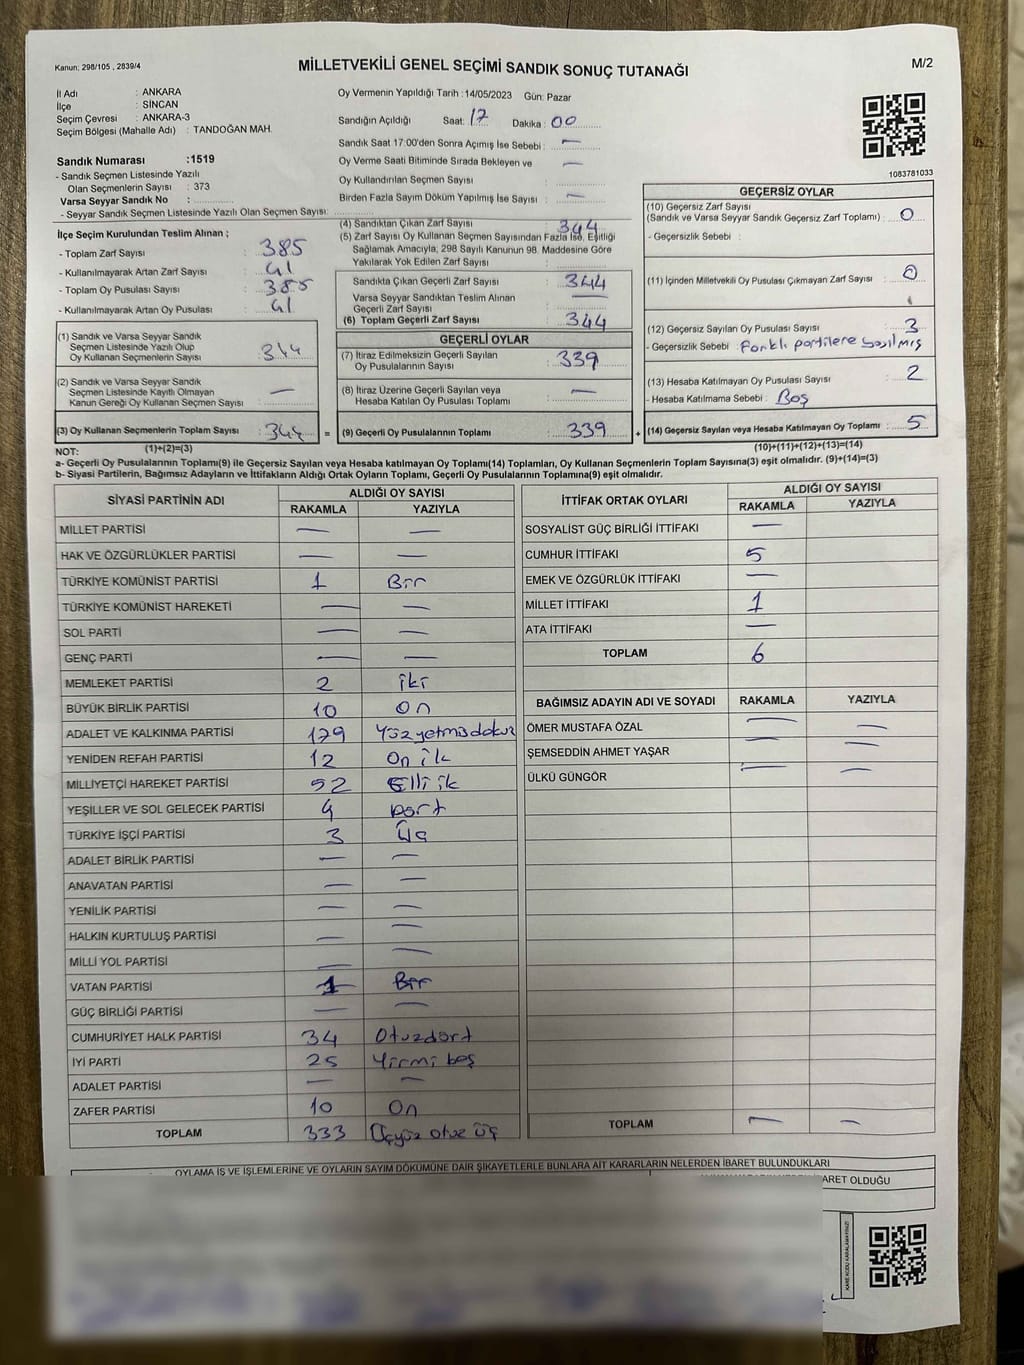 Kanun: 298/105 , 2839/4
MİLLETVEKİLİ GENEL SEÇİMİ SANDIK SONUÇ TUTANAĞI
M/2
İl Adı : ANKARA
İlçe : SİNCAN
Seçim Çevresi : ANKARA-3
Seçim Bölgesi (Mahalle Adı) : TANDOĞAN MAH.
Sandık Numarası :1519
- Sandık Seçmen Listesinde Yazılı
Olan Seçmenlerin Sayısı : 373
Varsa Seyyar Sandık No :
- Seyyar Sandık Seçmen Listesinde Yazılı Olan Seçmen Sayısı:
Oy Vermenin Yapıldığı Tarih :14/05/2023 Gün: Pazar
Sandığın Açıldığı Saat: 17 Dakika : 00
Sandık Saat 17:00'den Sonra Açımış İse Sebebi : —
Oy Verme Saati Bitiminde Sırada Bekleyen ve —
Oy Kullandırılan Seçmen Sayısı
Birden Fazla Sayım Döküm Yapılmış İse Sayısı : —
1083781033
İlçe Seçim Kurulundan Teslim Alınan ;
- Toplam Zarf Sayısı : 385
- Kullanılmayarak Artan Zarf Sayısı : 41
- Toplam Oy Pusulası Sayısı : 385
- Kullanılmayarak Artan Oy Pusulası : 41
(1) Sandık ve Varsa Seyyar Sandık
Seçmen Listesinde Yazılı Olup
Oy Kullanan Seçmenlerin Sayısı : 344
(2) Sandık ve Varsa Seyyar Sandık
Seçmen Listesinde Kayıtlı Olmayan
Kanun Gereği Oy Kullanan Seçmen Sayısı : —
(3) Oy Kullanan Seçmenlerin Toplam Sayısı : 344 =
(1)+(2)=(3)
(4) Sandıktan Çıkan Zarf Sayısı : 344
(5) Zarf Sayısı Oy Kullanan Seçmen Sayısından Fazla İse, Eşitliği
Sağlamak Amacıyla, 298 Sayılı Kanunun 98. Maddesine Göre
Yakılarak Yok Edilen Zarf Sayısı :
Sandıkta Çıkan Geçerli Zarf Sayısı : 344
Varsa Seyyar Sandıktan Teslim Alınan
Geçerli Zarf Sayısı : —
(6) Toplam Geçerli Zarf Sayısı : 344
GEÇERLİ OYLAR
(7) İtiraz Edilmeksizin Geçerli Sayılan
Oy Pusulalarının Sayısı : 339
(8) İtiraz Üzerine Geçerli Sayılan veya
Hesaba Katılan Oy Pusulası Toplamı : —
(9) Geçerli Oy Pusulalarının Toplamı : 339 +
GEÇERSİZ OYLAR
(10) Geçersiz Zarf Sayısı
(Sandık ve Varsa Seyyar Sandık Geçersiz Zarf Toplamı) : 0
- Geçersizlik Sebebi :
(11) İçinden Milletvekili Oy Pusulası Çıkmayan Zarf Sayısı : 0
(12) Geçersiz Sayılan Oy Pusulası Sayısı : 3
- Geçersizlik Sebebi : Farklı partilere basılmış
(13) Hesaba Katılmayan Oy Pusulası Sayısı : 2
- Hesaba Katılmama Sebebi : Boş
(14) Geçersiz Sayılan veya Hesaba Katılmayan Oy Toplamı : 5
(10)+(11)+(12)+(13)=(14)
NOT:
a- Geçerli Oy Pusulalarının Toplamı(9) ile Geçersiz Sayılan veya Hesaba katılmayan Oy Toplamı(14) Toplamları, Oy Kullanan Seçmenlerin Toplam Sayısına(3) eşit olmalıdır. (9)+(14)=(3)
b- Siyasi Partilerin, Bağımsız Adayların ve İttifakların Aldığı Ortak Oyların Toplamı, Geçerli Oy Pusulalarının Toplamına(9) eşit olmalıdır.
SİYASİ PARTİNİN ADI ALDIĞI OY SAYISI
RAKAMLA YAZIYLA
MİLLET PARTİSİ — —
HAK VE ÖZGÜRLÜKLER PARTİSİ — —
TÜRKİYE KOMÜNİST PARTİSİ 1 Bir
TÜRKİYE KOMÜNİST HAREKETİ — —
SOL PARTİ — —
GENÇ PARTİ — —
MEMLEKET PARTİSİ 2 iki
BÜYÜK BİRLİK PARTİSİ 10 On
ADALET VE KALKINMA PARTİSİ 179 Yüzyetmişdokuz
YENİDEN REFAH PARTİSİ 12 On ik
MİLLİYETÇİ HAREKET PARTİSİ 52 Elli ik
YEŞİLLER VE SOL GELECEK PARTİSİ 4 Dört
TÜRKİYE İŞÇİ PARTİSİ 3 Üç
ADALET BİRLİK PARTİSİ — —
ANAVATAN PARTİSİ — —
YENİLİK PARTİSİ — —
HALKIN KURTULUŞ PARTİSİ — —
MİLLİ YOL PARTİSİ — —
VATAN PARTİSİ 1 Bir
GÜÇ BİRLİĞİ PARTİSİ — —
CUMHURİYET HALK PARTİSİ 34 Otuzdört
İYİ PARTİ 25 Yirmi beş
ADALET PARTİSİ — —
ZAFER PARTİSİ 10 On
TOPLAM 333 Üçyüz otuz üç
İTTİFAK ORTAK OYLARI ALDIĞI OY SAYISI
RAKAMLA YAZIYLA
SOSYALİST GÜÇ BİRLİĞİ İTTİFAKI —
CUMHUR İTTİFAKI 5
EMEK VE ÖZGÜRLÜK İTTİFAKI —
MİLLET İTTİFAKI 1
ATA İTTİFAKI —
TOPLAM 6
BAĞIMSIZ ADAYIN ADI VE SOYADI RAKAMLA YAZIYLA
ÖMER MUSTAFA ÖZAL — —
ŞEMSEDDİN AHMET YAŞAR — —
ÜLKÜ GÜNGÖR — —
TOPLAM — —
OYLAMA İŞ VE İŞLEMLERİNE VE OYLARIN SAYIM DÖKÜMÜNE DAİR ŞİKAYETLERLE BUNLARA AİT KARARLARIN NELERDEN İBARET BULUNDUKLARI
OLDUĞU
KARE KODU KARALAMAYINIZ!